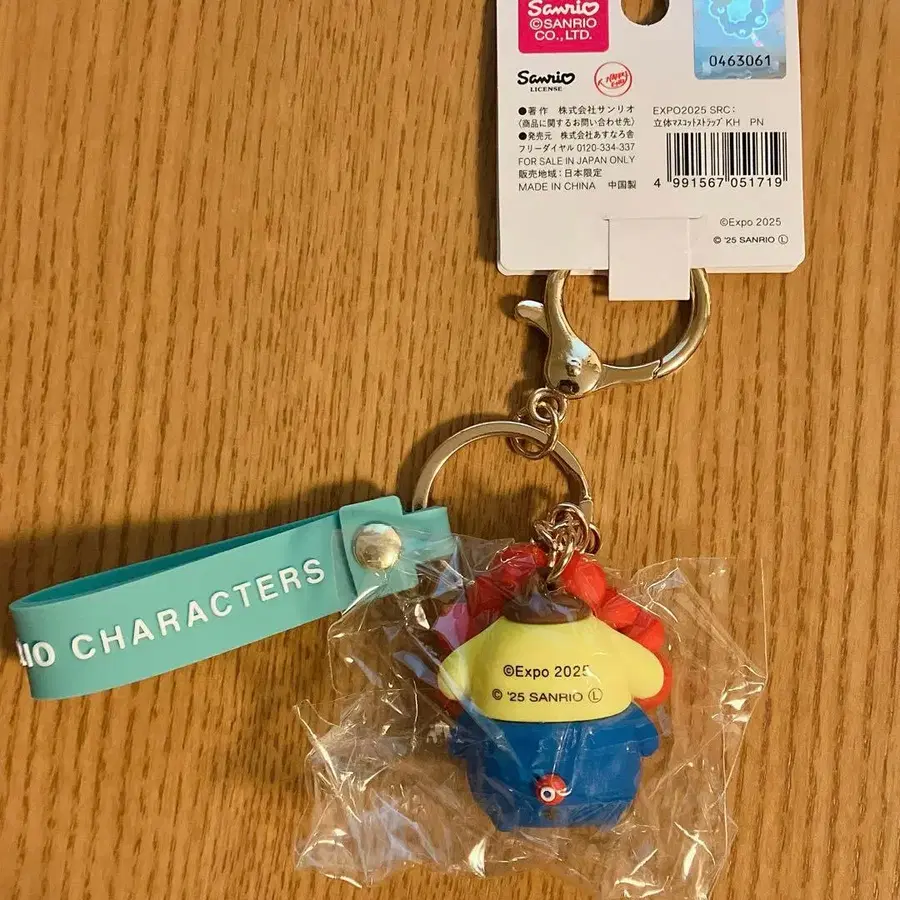 Sanrio
©SANRIO
CO.,LTD.
0463061
Sanrio
LICENSE
●著作 株式会社サンリオ
(商品に関するお問い合わせ先)
●発売元 株式会社あすなろ舎
フリーダイヤル 0120-334-337
FOR SALE IN JAPAN ONLY
販売地域：日本限定
MADE IN CHINA 中国製
EXPO2025 SRC：
立体マスコットストラップ KH PN
4 991567 051719
©Expo 2025
© '25 SANRIO Ⓛ
CHARACTERS
©Expo 2025
© '25 SANRIO Ⓛ